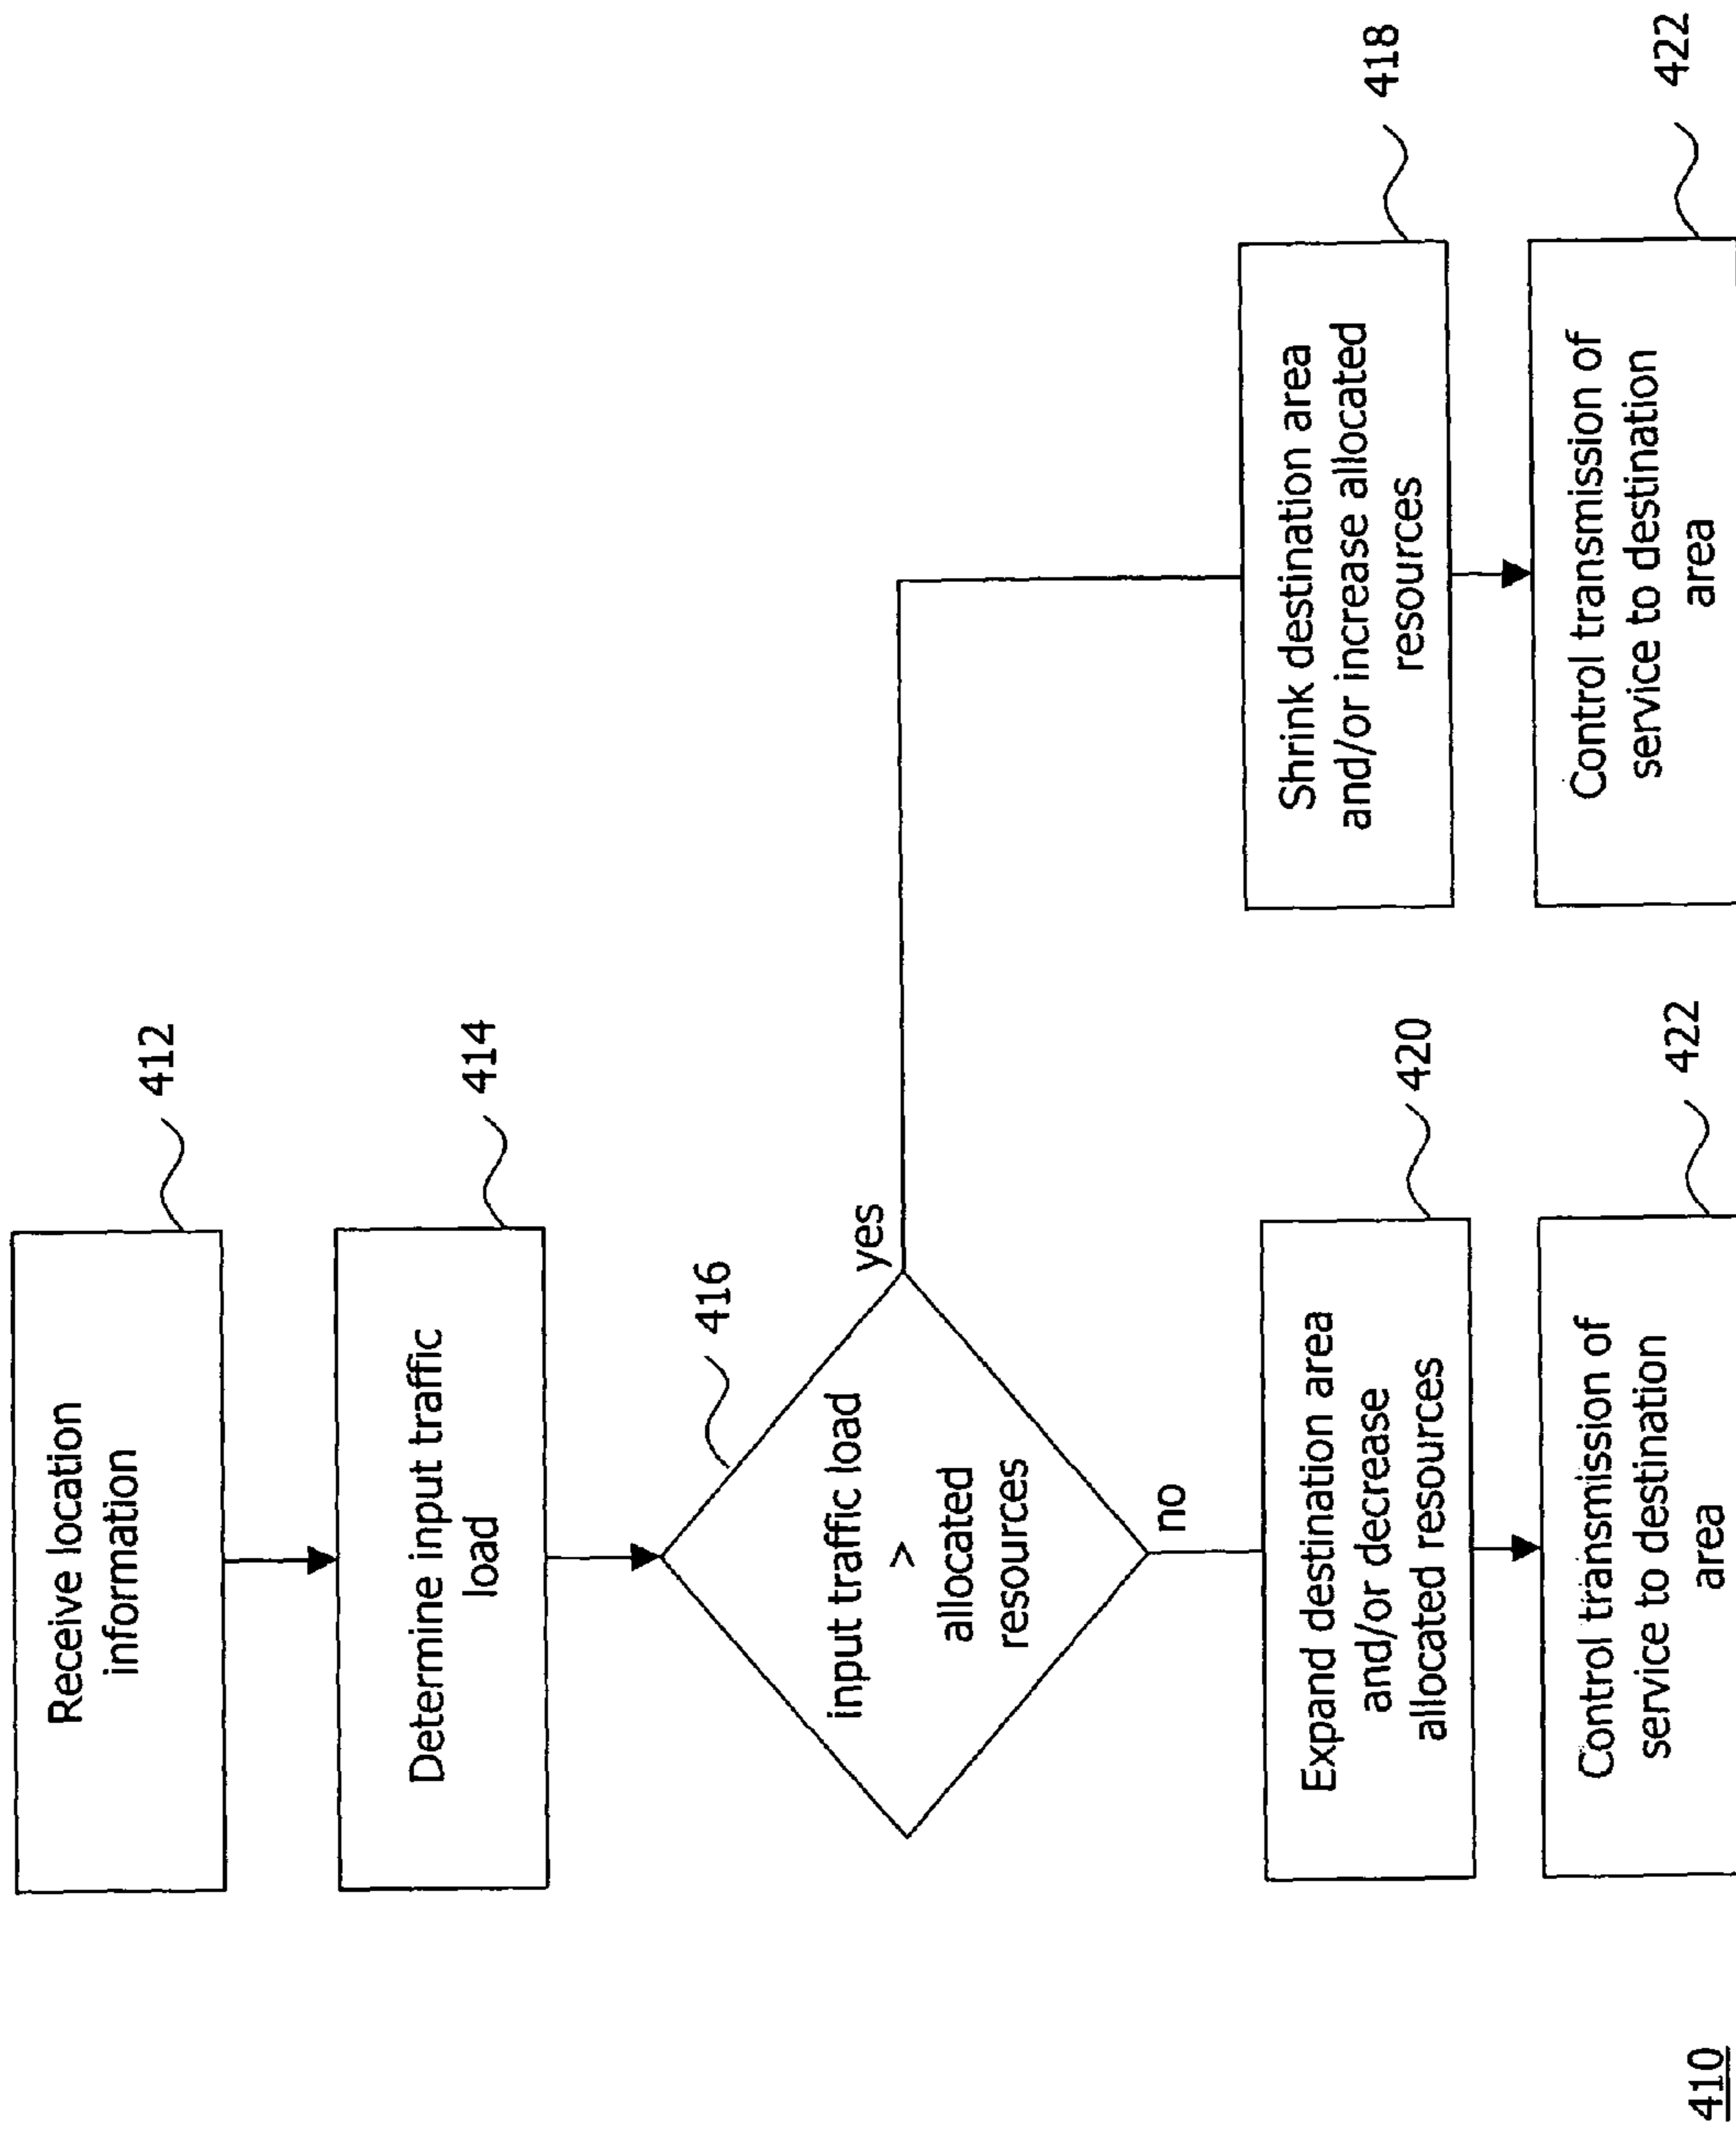 Receive location
information
412
Determine input traffic
load
414
416
input traffic load
>
allocated
resources
yes
no
Shrink destination area
and/or increase allocated
resources
418
Expand destination area
and/or decrease
allocated resources
420
Control transmission of
service to destination
area
422
Control transmission of
service to destination
area
422
410